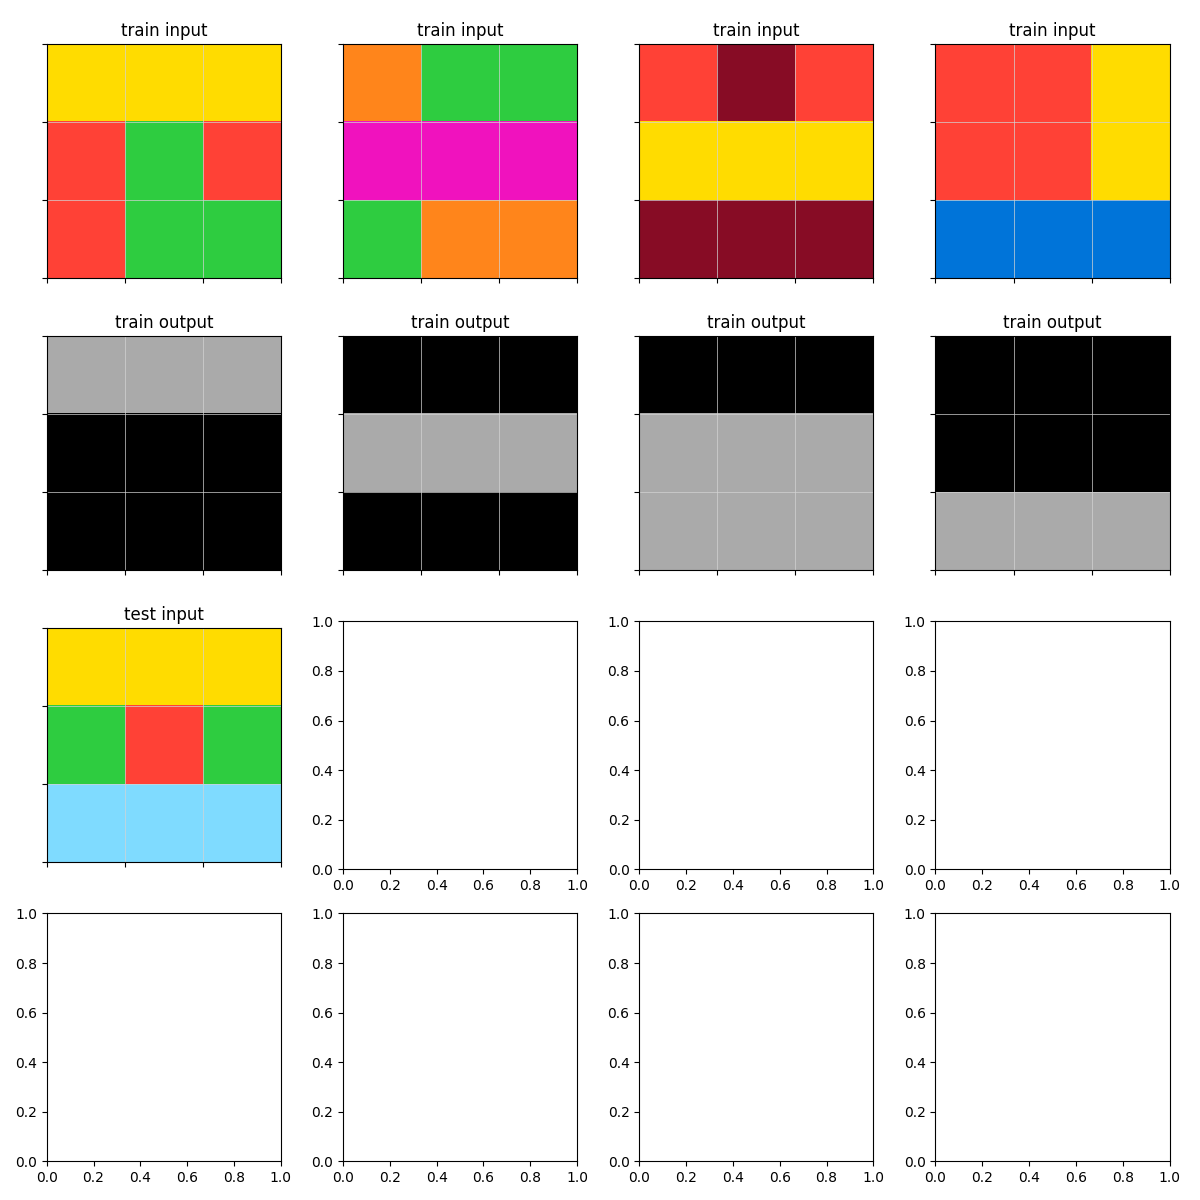 train input train input train input train input
train output train output train output train output
test input
1.0 1.0 1.0
0.8 0.8 0.8
0.6 0.6 0.6
0.4 0.4 0.4
0.2 0.2 0.2
0.0 0.0 0.0
0.0 0.2 0.4 0.6 0.8 1.0 0.0 0.2 0.4 0.6 0.8 1.0 0.0 0.2 0.4 0.6 0.8 1.0
1.0 1.0 1.0 1.0
0.8 0.8 0.8 0.8
0.6 0.6 0.6 0.6
0.4 0.4 0.4 0.4
0.2 0.2 0.2 0.2
0.0 0.0 0.0 0.0
0.0 0.2 0.4 0.6 0.8 1.0 0.0 0.2 0.4 0.6 0.8 1.0 0.0 0.2 0.4 0.6 0.8 1.0 0.0 0.2 0.4 0.6 0.8 1.0